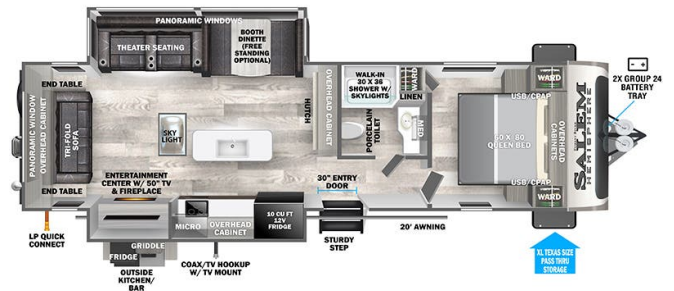 PANORAMIC WINDOWS
THEATER SEATING
BOOTH
DINETTE
(FREE
STANDING
OPTIONAL)
END TABLE
PANORAMIC WINDOW
OVERHEAD CABINET
TRI-FOLD
SOFA
END TABLE
SKY
LIGHT
HUTCH
OVERHEAD CABINET
WALK-IN
30 X 36
SHOWER W/
SKYLIGHTS
WARD
LINEN
PORCELAIN
TOILET
MED
WARD
USB/CPAP
60 X 80
QUEEN BED
OVERHEAD
CABINETS
USB/CPAP
WARD
SALEM
HEMISPHERE
2X GROUP 24
BATTERY
TRAY
ENTERTAINMENT
CENTER W/ 50" TV
& FIREPLACE
30" ENTRY
DOOR
MICRO
OVERHEAD
CABINET
10 CU FT
12V
FRIDGE
20' AWNING
LP QUICK
CONNECT
GRIDDLE
FRIDGE
OUTSIDE
KITCHEN/
BAR
COAX/TV HOOKUP
W/ TV MOUNT
STURDY
STEP
XL TEXAS SIZE
PASS THRU
STORAGE